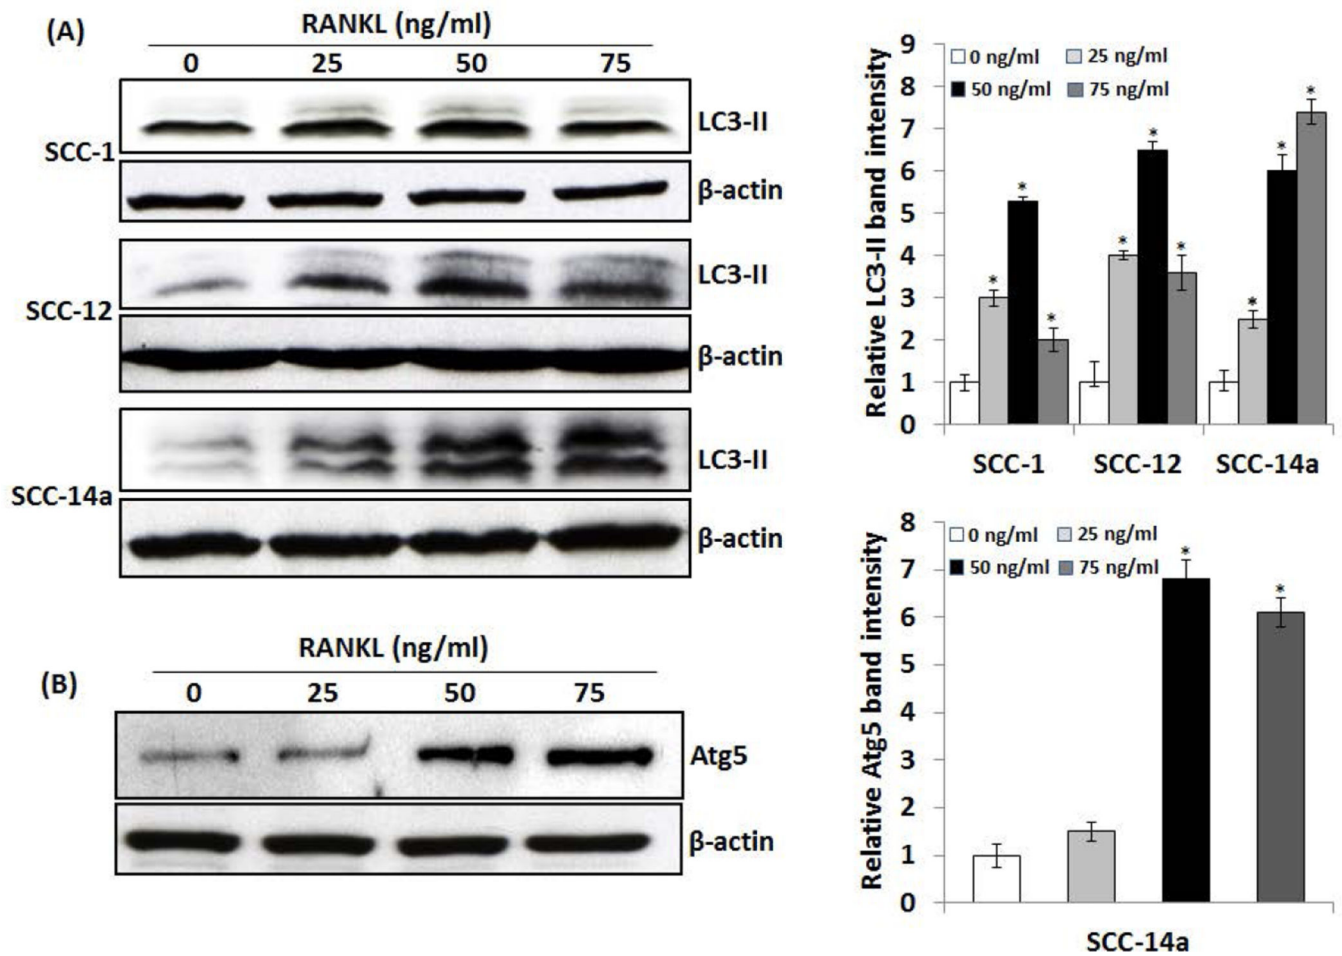 (A)
RANKL (ng/ml)
0 25 50 75
SCC-1
LC3-II
β-actin
SCC-12
LC3-II
β-actin
SCC-14a
LC3-II
β-actin
Relative LC3-II band intensity
9
8
7
6
5
4
3
2
1
0
0 ng/ml 25 ng/ml
50 ng/ml 75 ng/ml
* * *
* * *
* * *
SCC-1 SCC-12 SCC-14a
(B)
RANKL (ng/ml)
0 25 50 75
Atg5
β-actin
Relative Atg5 band intensity
8
7
6
5
4
3
2
1
0
0 ng/ml 25 ng/ml
50 ng/ml 75 ng/ml
* *
SCC-14a